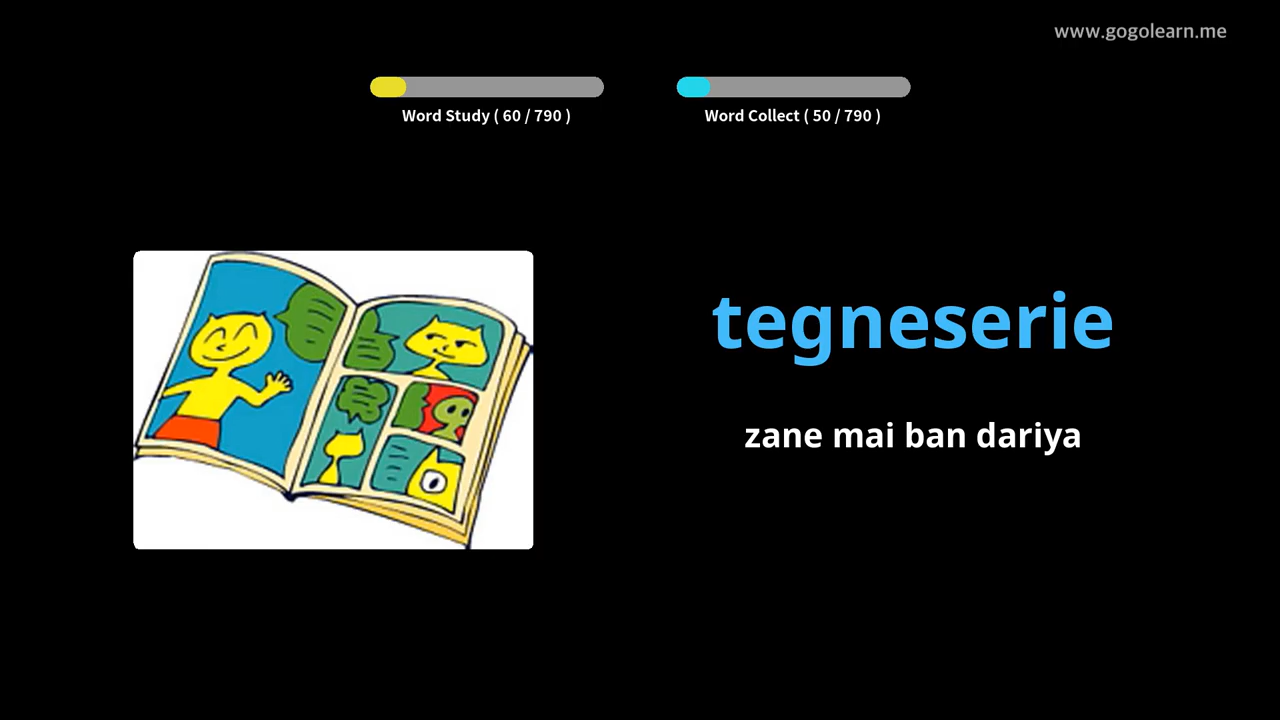 www.gogolearn.me
Word Study ( 60 / 790 )
Word Collect ( 50 / 790 )
tegneserie
zane mai ban dariya